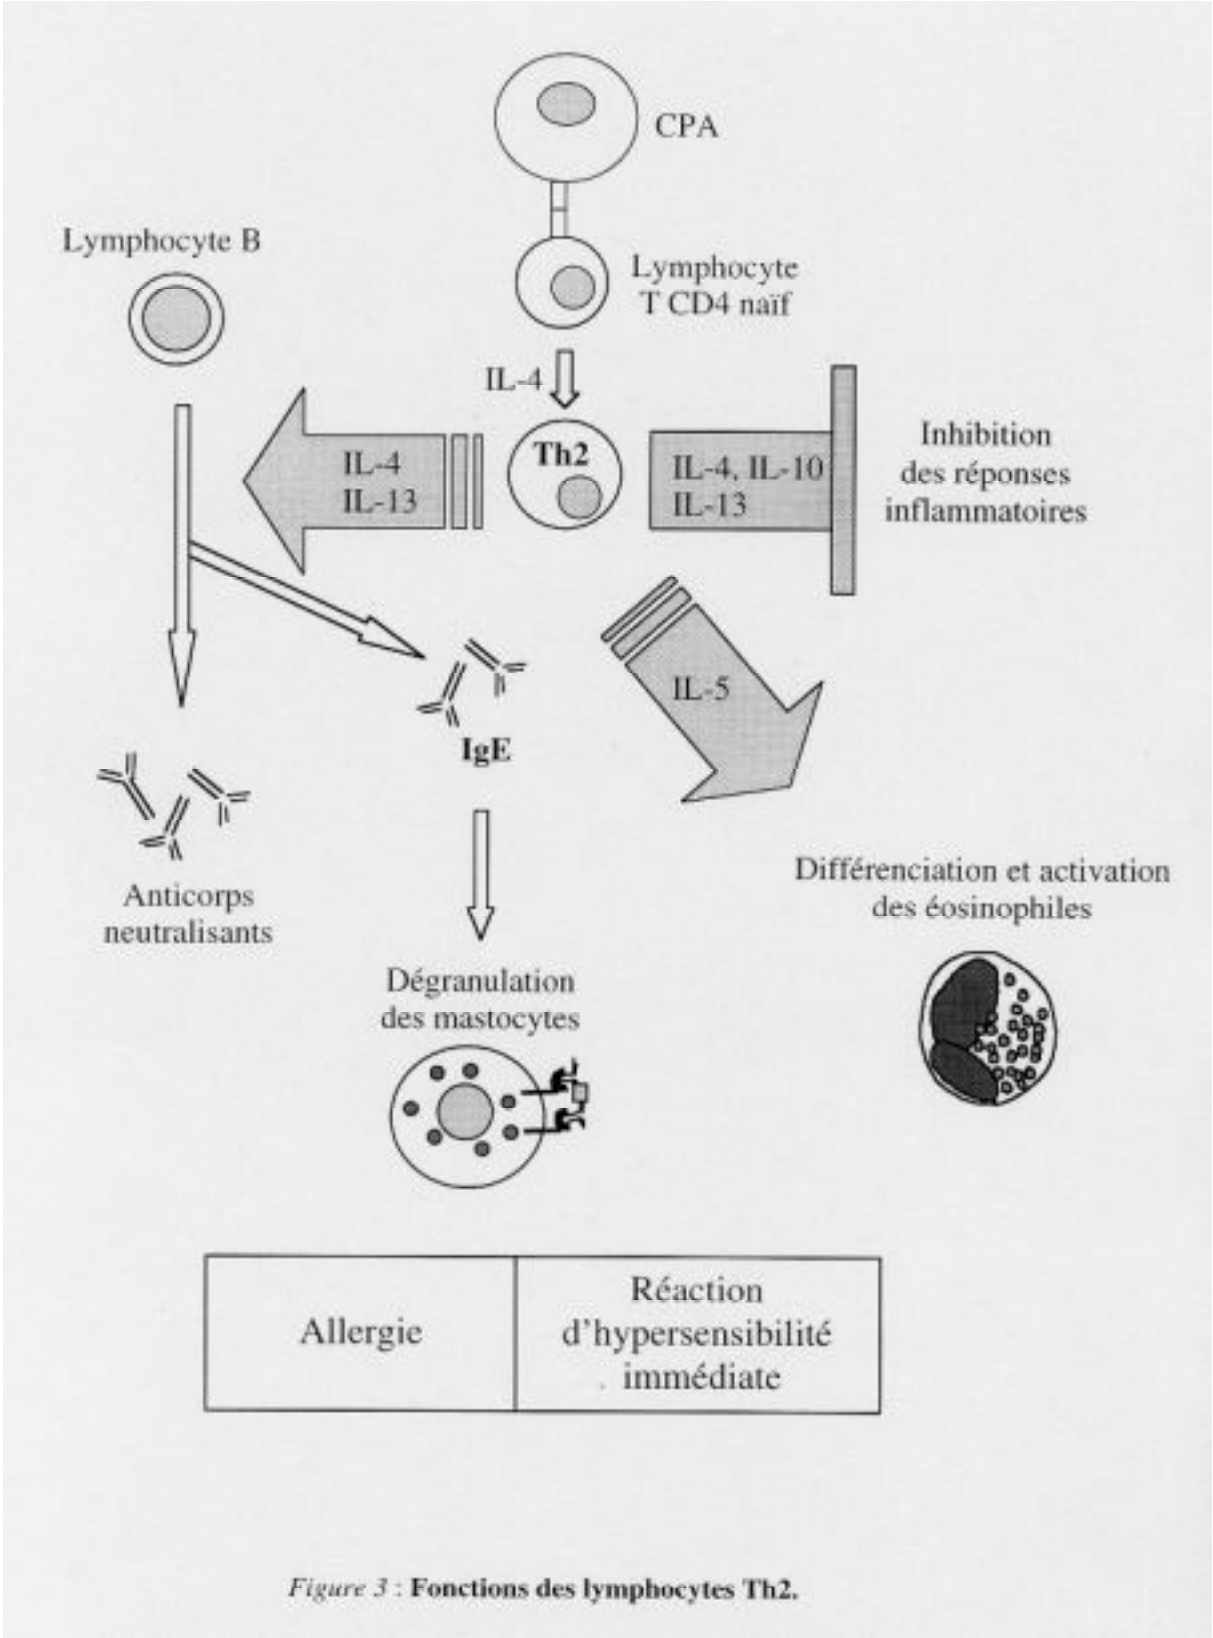 CPA
Lymphocyte B
Lymphocyte
T CD4 naïf
IL-4
Th2
IL-4
IL-13
IL-4, IL-10
IL-13
Inhibition
des réponses
inflammatoires
IL-5
IgE
Anticorps
neutralisants
Différenciation et activation
des éosinophiles
Dégranulation
des mastocytes
Allergie
Réaction
d'hypersensibilité
immédiate
Figure 3 : Fonctions des lymphocytes Th2.